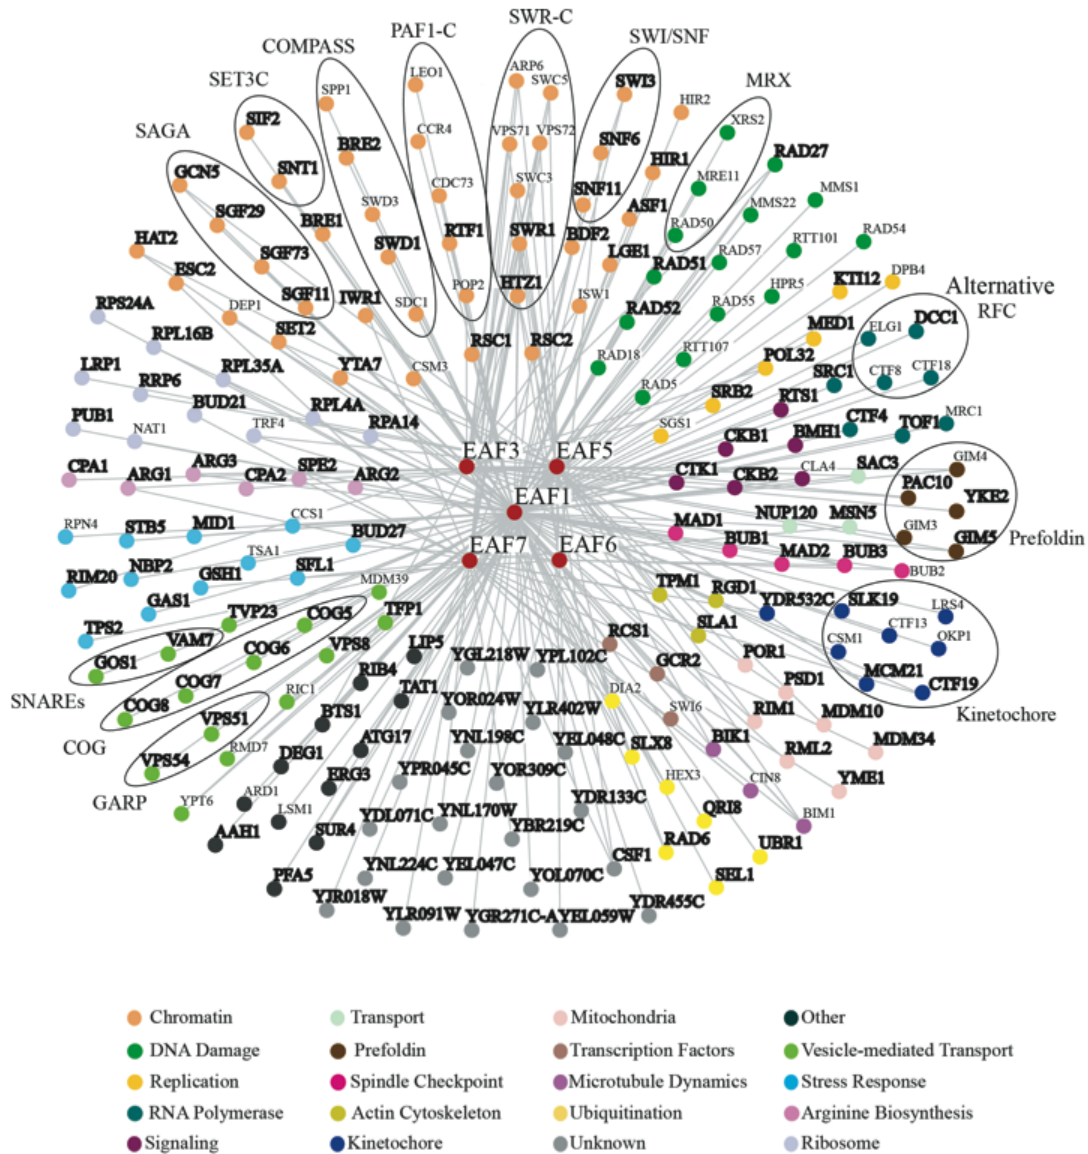 SWR-C
PAF1-C
SWI/SNF
COMPASS
SET3C
MRX
SAGA
ARP6
LEO1
SWC5
SWI3
SPP1
HIR2
SIF2
XRS2
CCR4
VPS71
VPS72
SNF6
BRE2
RAD27
SNT1
HIR1
GCN5
MRE11
SWC3
CDC73
MMS1
SNF11
SWD3
ASF1
MMS22
SGF29
BRE1
RTF1
SWR1
BDF2
RAD50
RAD54
HAT2
SWD1
LGE1
RTT101
SGF73
RAD51
RAD57
ESC2
KTI12
DPB4
HTZ1
POP2
HPR5
SGF11
IWR1
SDC1
ISW1
Alternative
RFC
RPS24A
DEP1
RAD52
RAD55
MED1
ELG1
DCC1
SET2
RSC1
RSC2
RPL16B
RTT107
POL32
LRP1
RRP6
RPL35A
YTA7
CSM3
RAD18
SRC1
CTF8
CTF18
RAD5
SRB2
RTS1
PUB1
BUD21
RPL4A
RPA14
CTF4
TOF1
MRC1
NAT1
TRF4
SGS1
CKB1
BMH1
EAF3
EAF5
CPA1
ARG1
ARG3
CPA2
SPE2
ARG2
CTK1
CKB2
CLA4
SAC3
GIM4
PAC10
YKE2
EAF1
RPN4
STB5
MID1
CCS1
BUD27
MAD1
NUP120
MSN5
GIM3
GIM5
Prefoldin
EAF7
EAF6
BUB1
MAD2
BUB3
BUB2
RIM20
NBP2
TSA1
GSH1
SFL1
MDM39
TPM1
RGD1
YDR532C
SLK19
LRS4
GAS1
TVP23
COG5
TFP1
SLA1
CTF13
OKP1
CSM1
TPS2
VAM7
COG6
VPS8
LIP5
RCS1
POR1
GOS1
YGL218W
YPL102C
GCR2
MCM21
CTF19
SNAREs
COG7
RIC1
RIB4
TAT1
PSD1
COG8
YOR024W
YLR402W
DIA2
SWI6
RIM1
MDM10
Kinetochore
COG
VPS51
BTS1
ATG17
YNL198C
YEL048C
SLX8
BIK1
RML2
MDM34
VPS54
RMD7
DEG1
ERG3
YPR045C
YOR309C
HEX3
CIN8
YME1
GARP
YPT6
ARD1
LSM1
YDL071C
YNL170W
YDR133C
QRI8
BIM1
AAH1
SUR4
YBR219C
RAD6
UBR1
PFA5
YNL224C
YEL047C
YOL070C
CSF1
SEL1
YJR018W
YLR091W
YGR271C-A
YEL059W
YDR455C
Chromatin
Transport
Mitochondria
Other
DNA Damage
Prefoldin
Transcription Factors
Vesicle-mediated Transport
Replication
Spindle Checkpoint
Microtubule Dynamics
Stress Response
RNA Polymerase
Actin Cytoskeleton
Ubiquitination
Arginine Biosynthesis
Signaling
Kinetochore
Unknown
Ribosome